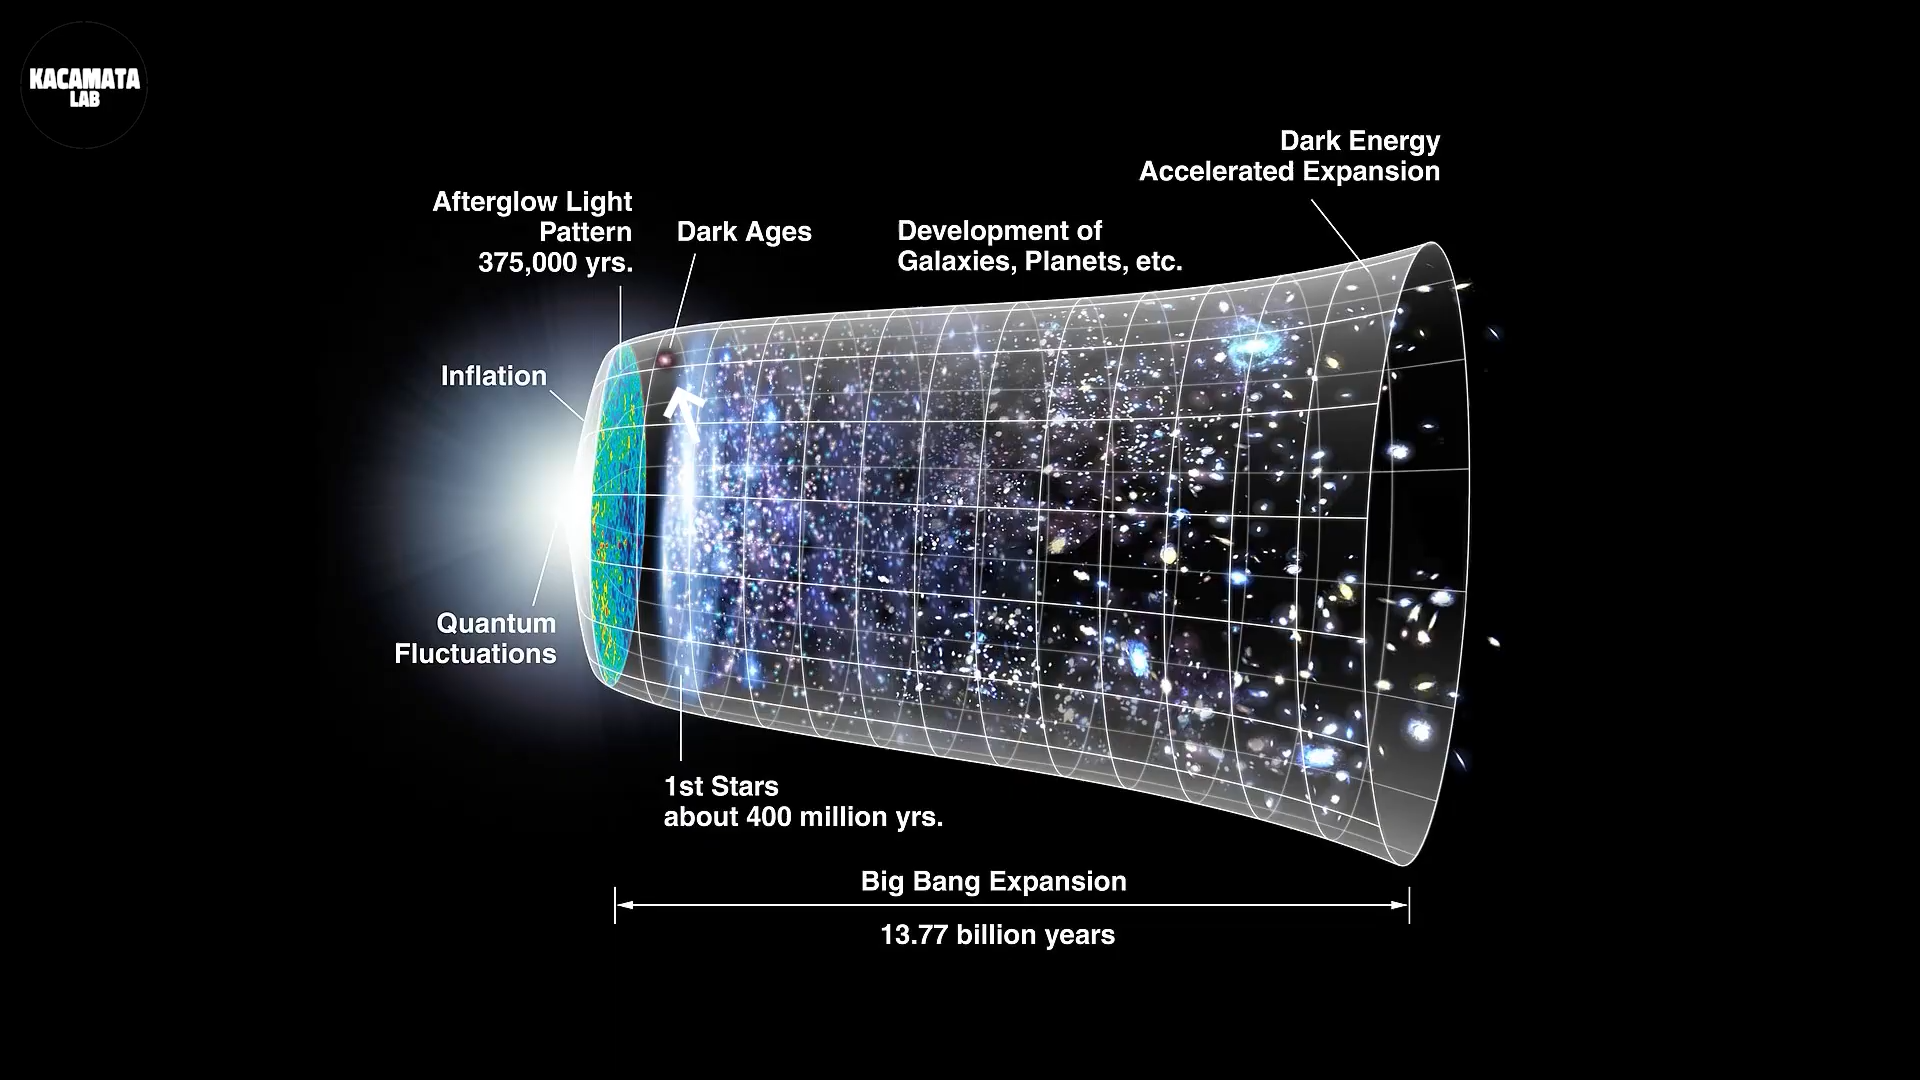 KACAMATA
LAB
Dark Energy
Accelerated Expansion
Afterglow Light
Pattern
375,000 yrs.
Dark Ages
Development of
Galaxies, Planets, etc.
Inflation
Quantum
Fluctuations
1st Stars
about 400 million yrs.
Big Bang Expansion
13.77 billion years